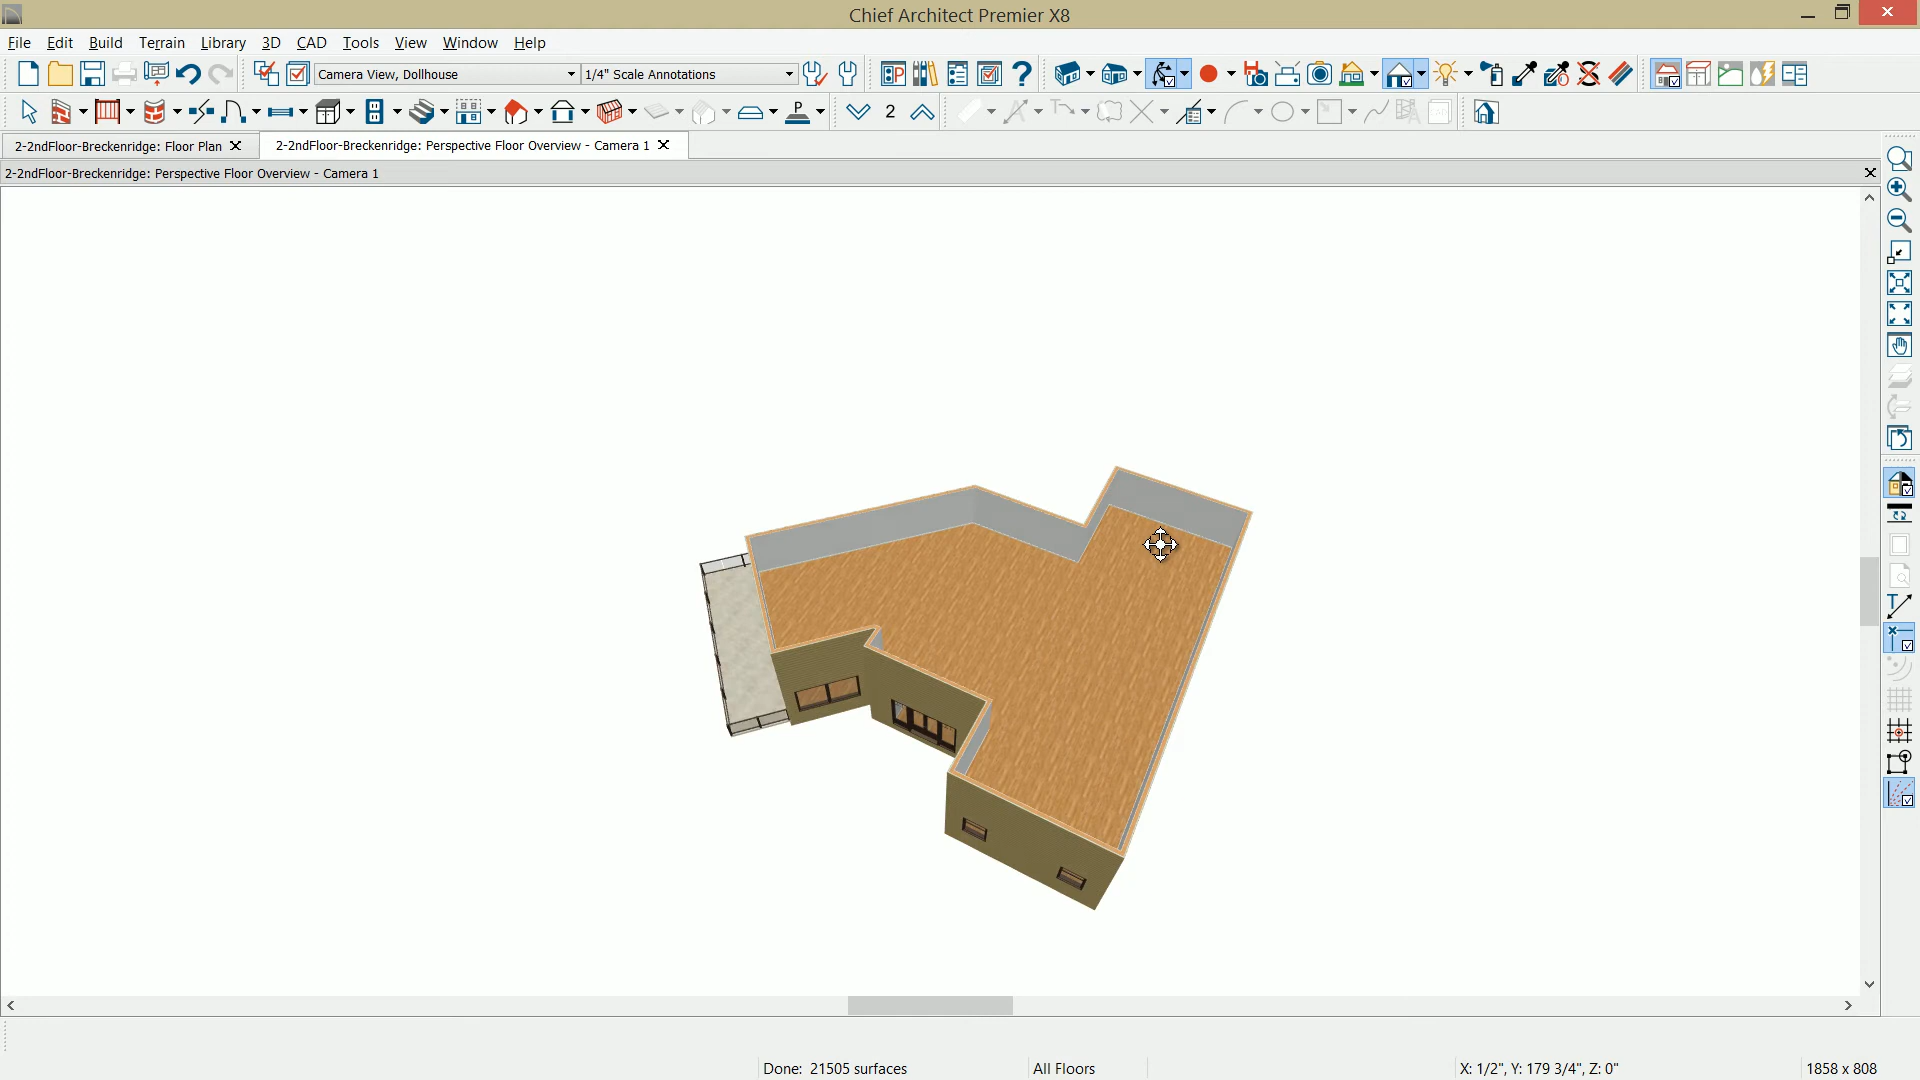 Chief Architect Premier X8
File Edit Build Terrain Library 3D CAD Tools View Window Help
Camera View, Dollhouse 1/4" Scale Annotations
2
2-2ndFloor-Breckenridge: Floor Plan 2-2ndFloor-Breckenridge: Perspective Floor Overview - Camera 1
2-2ndFloor-Breckenridge: Perspective Floor Overview - Camera 1
Done: 21505 surfaces All Floors X: 1/2", Y: 179 3/4", Z: 0" 1858 x 808